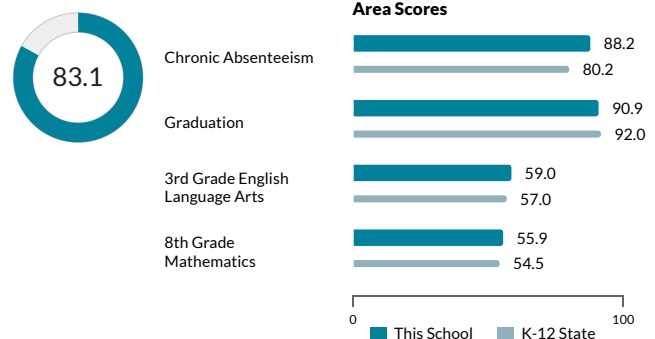 Area Scores
83.1
Chronic Absenteeism
88.2
80.2
Graduation
90.9
92.0
3rd Grade English
Language Arts
59.0
57.0
8th Grade
Mathematics
55.9
54.5
0
100
This School
K-12 State